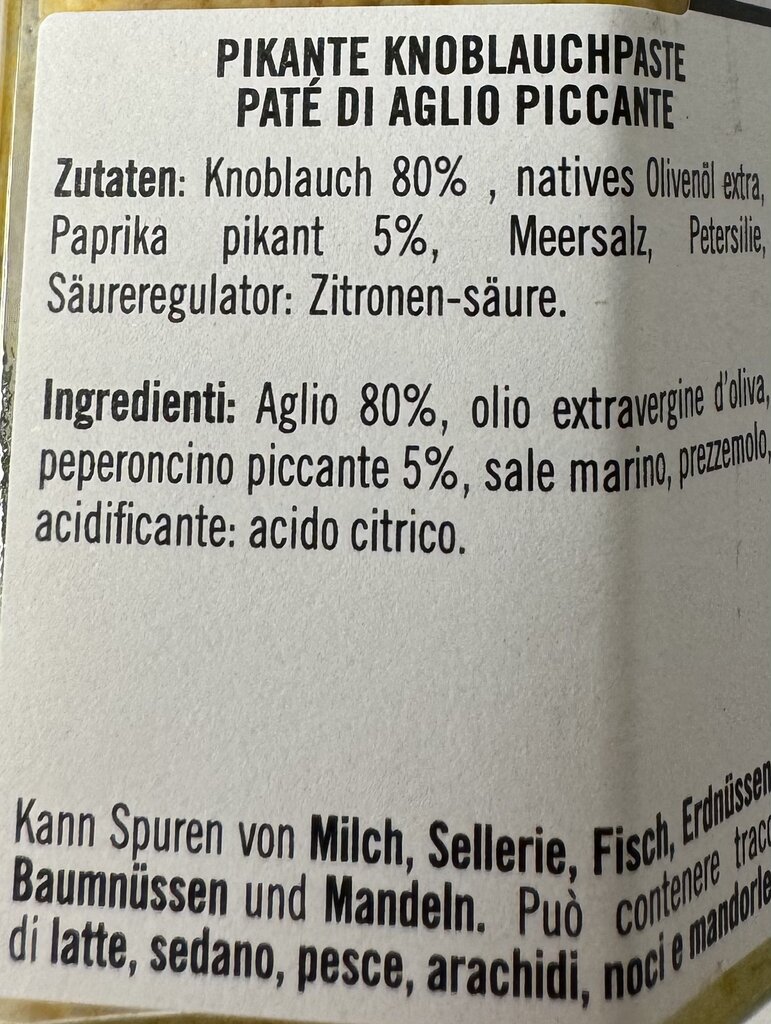 PIKANTE KNOBLAUCHPASTE
PATÉ DI AGLIO PICCANTE
Zutaten: Knoblauch 80% , natives Olivenöl extra,
Paprika pikant 5%, Meersalz, Petersilie,
Säureregulator: Zitronen-säure.
Ingredienti: Aglio 80%, olio extravergine d'oliva,
peperoncino piccante 5%, sale marino, prezzemolo,
acidificante: acido citrico.
Kann Spuren von Milch, Sellerie, Fisch, Erdnüssen
Baumnüssen und Mandeln. Può contenere tracc
di latte, sedano, pesce, arachidi, noci e mandorle